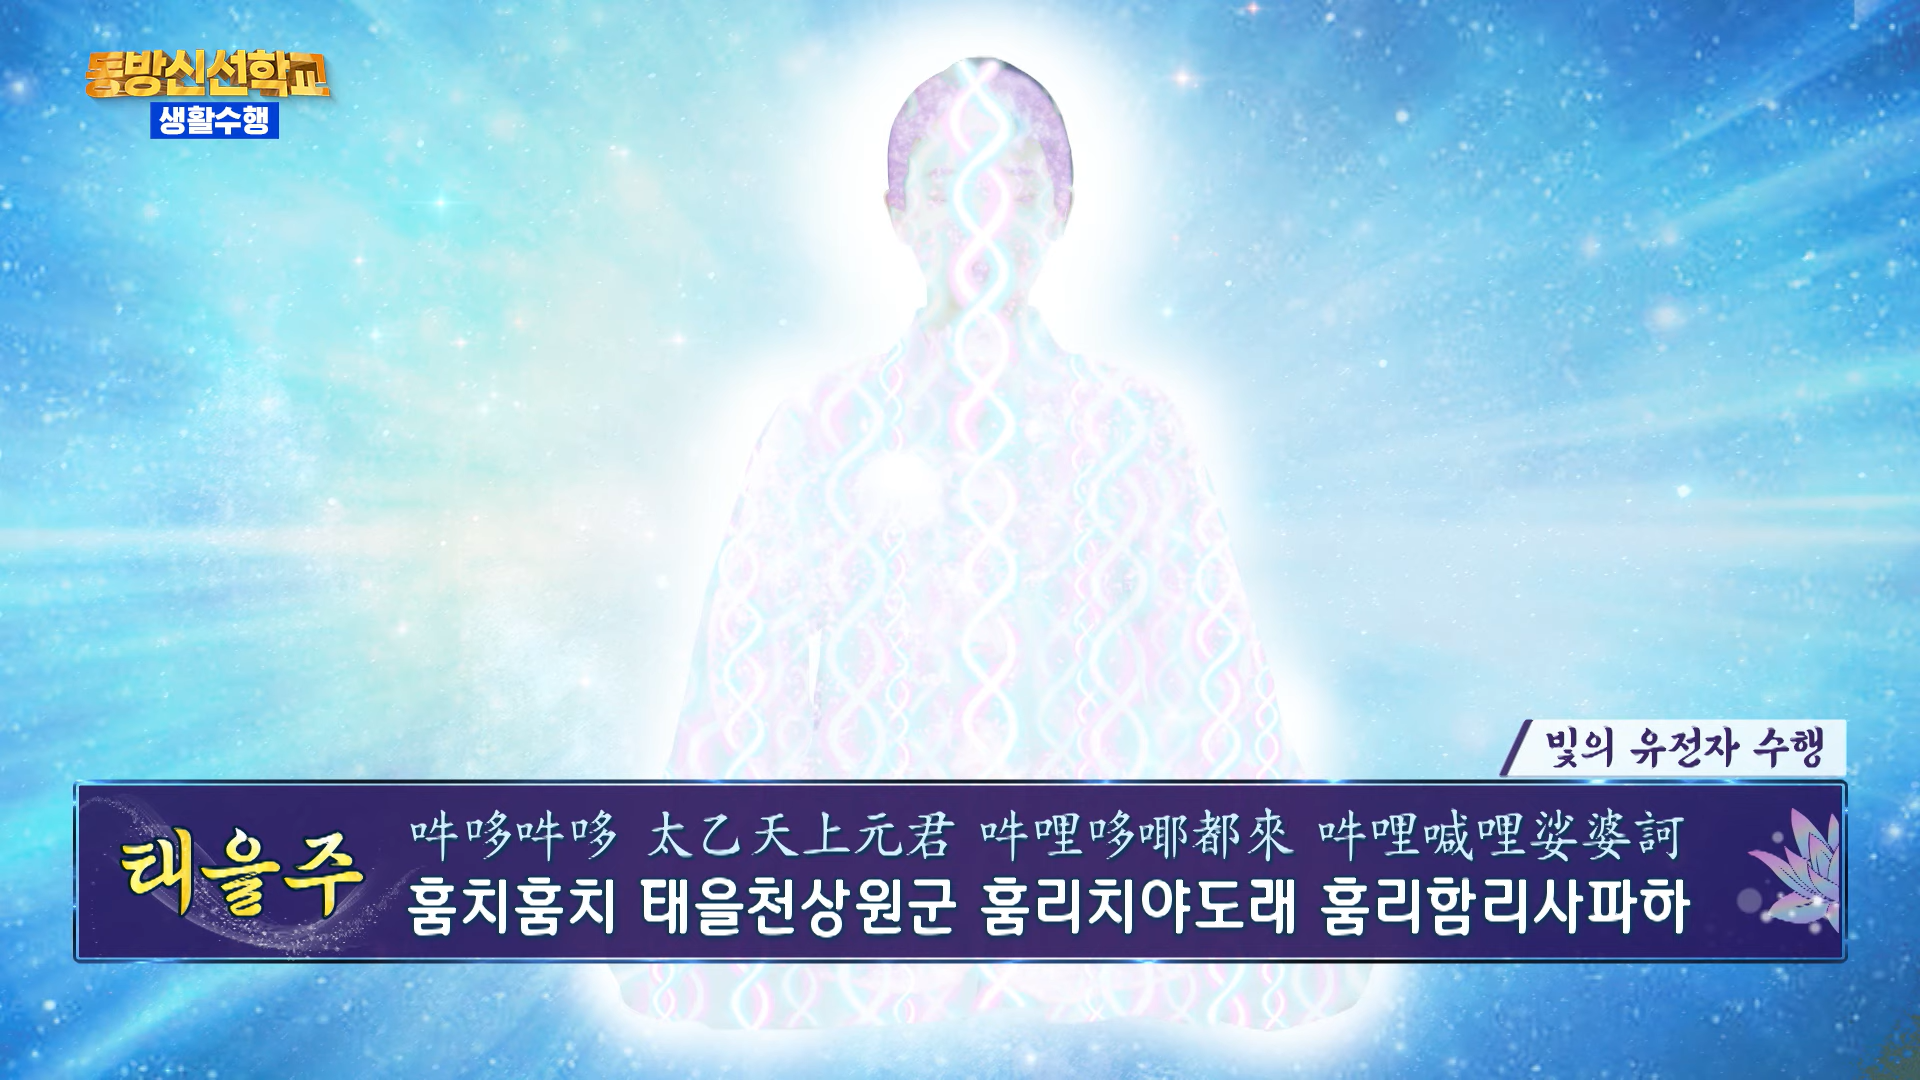 동방신선학교
생활수행
빛의 유전자 수행
태을주
吽哆吽哆 太乙天上元君 吽哩哆㖿都來 吽哩喊哩娑婆訶
훔치훔치 태을천상원군 훔리치야도래 훔리함리사파하